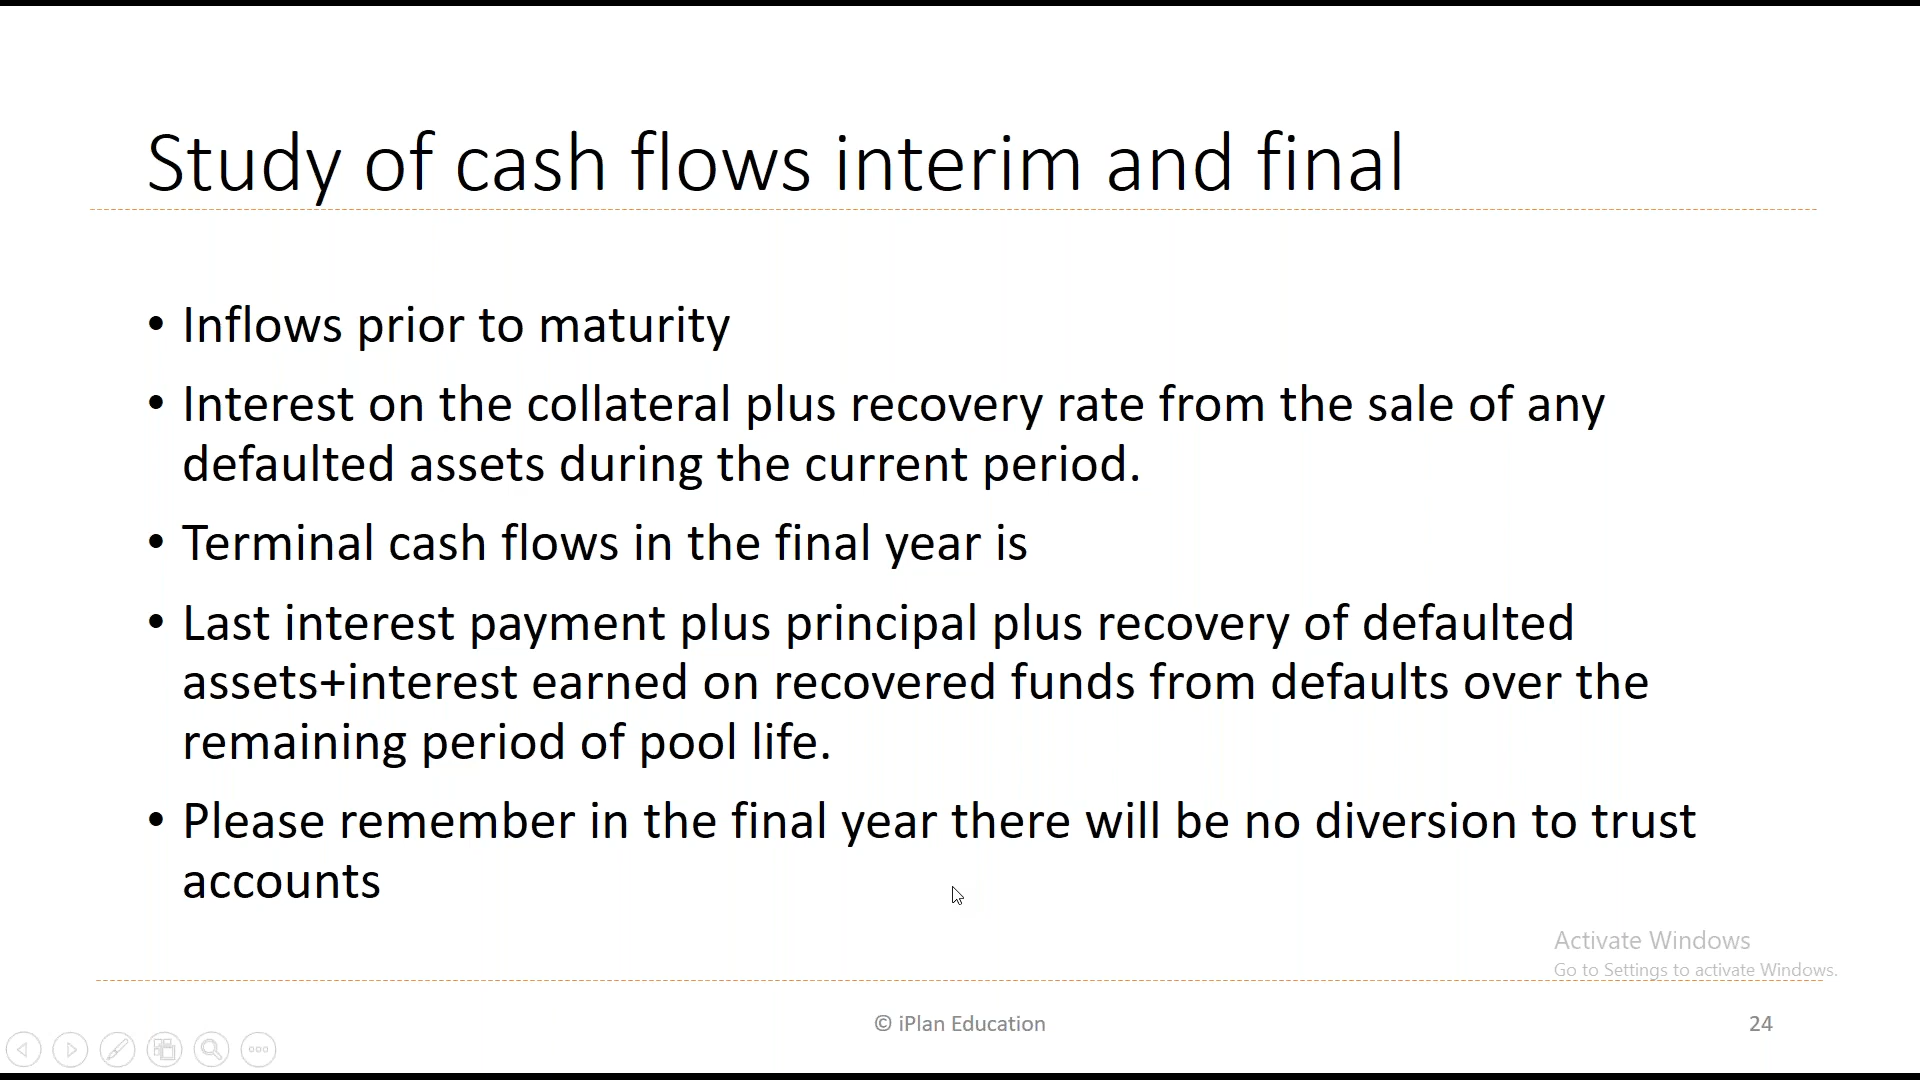 Study of cash flows interim and final
• Inflows prior to maturity
• Interest on the collateral plus recovery rate from the sale of any
defaulted assets during the current period.
• Terminal cash flows in the final year is
• Last interest payment plus principal plus recovery of defaulted
assets+interest earned on recovered funds from defaults over the
remaining period of pool life.
• Please remember in the final year there will be no diversion to trust
accounts
Activate Windows
Go to Settings to activate Windows.
© iPlan Education
24